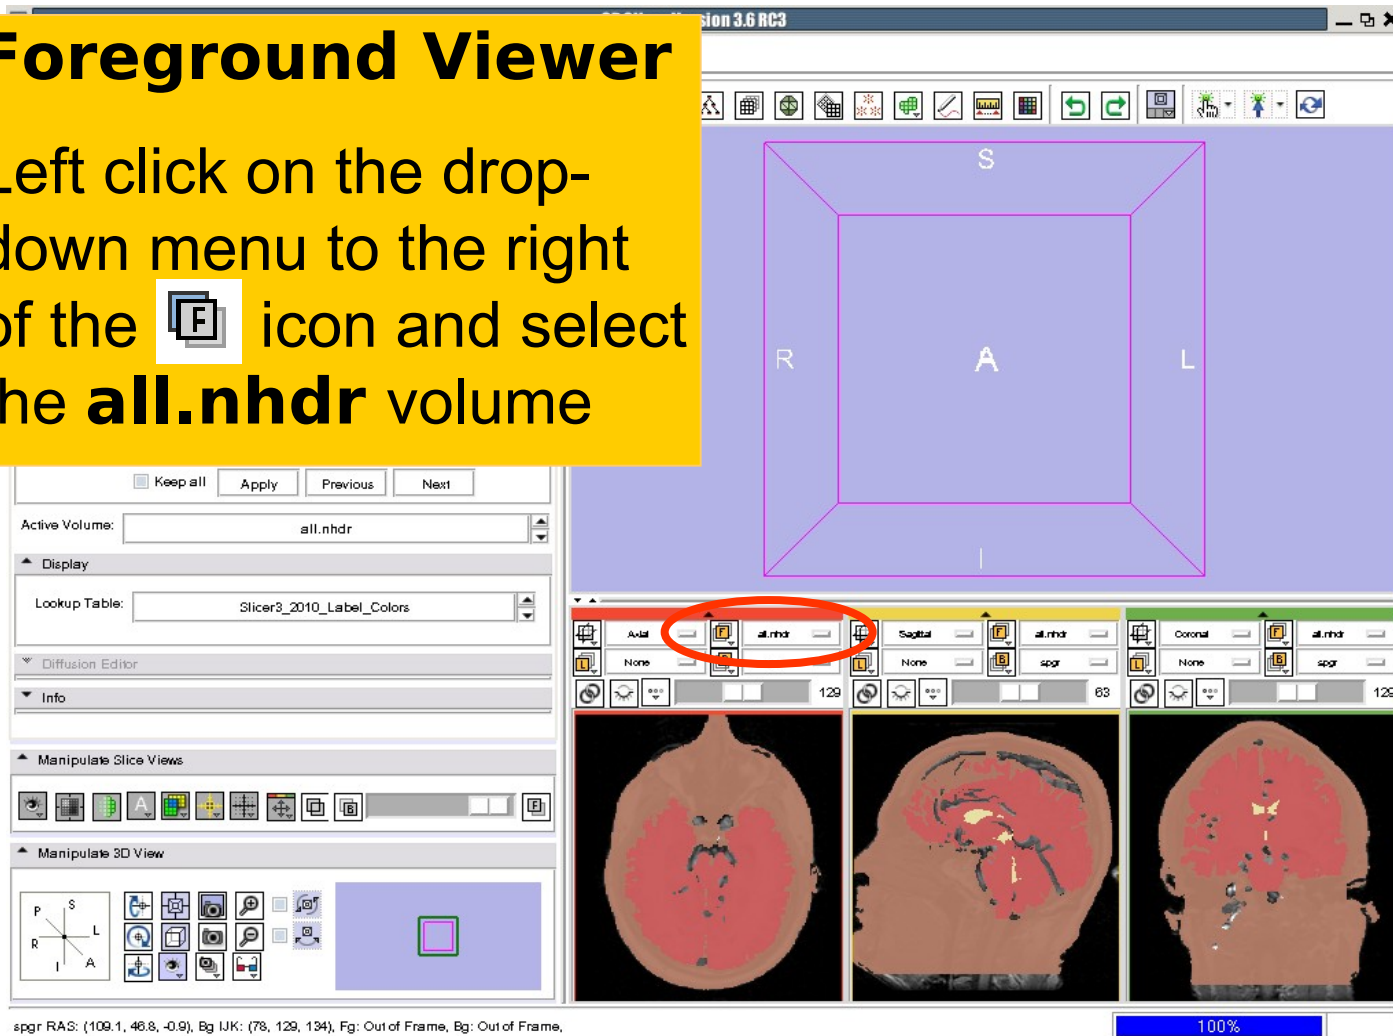 sion 3.6 RC3
Foreground Viewer
Left click on the drop-
down menu to the right
of the F icon and select
the all.nhdr volume
S
R A L
I
Keep all Apply Previous Next
Active Volume: all.nhdr
Display
Lookup Table: Slicer3_2010_Label_Colors
Diffusion Editor
Info
Axial F all.nhdr
L None B
129
Sagittal F all.nhdr
L None B spgr
63
Coronal F all.nhdr
L None B spgr
129
Manipulate Slice Views
A B F
Manipulate 3D View
P S
R L
I A
spgr RAS: (109.1, 46.8, -0.9), Bg IJK: (78, 129, 134), Fg: Out of Frame, Bg: Out of Frame,
100%